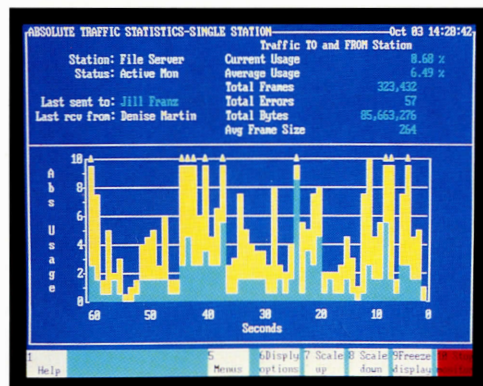 ABSOLUTE TRAFFIC STATISTICS-SINGLE STATION Oct 03 14:28:42
Traffic TO and FROM Station
Station: File Server Current Usage 8.68 %
Status: Active Mon Average Usage 6.49 %
Total Frames 323,432
Last sent to: Jill Franz Total Errors 57
Last rcv from: Denise Martin Total Bytes 85,663,276
Avg Frame Size 264
Abs Usage
10
8
6
4
2
0
60 50 40 30 20 10 0
Seconds
1 Help
5 Menus
6Disply options
7 Scale up
8 Scale down
9Freeze display